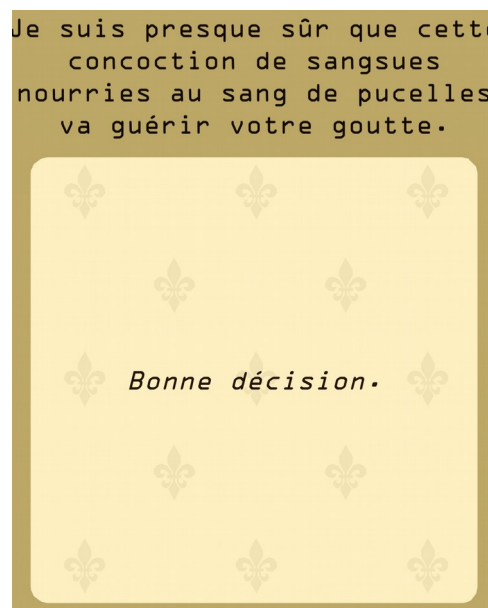 Je suis presque sûr que cette
concoction de sangsues
nourries au sang de pucelles
va guérir votre goutte.
Bonne décision.